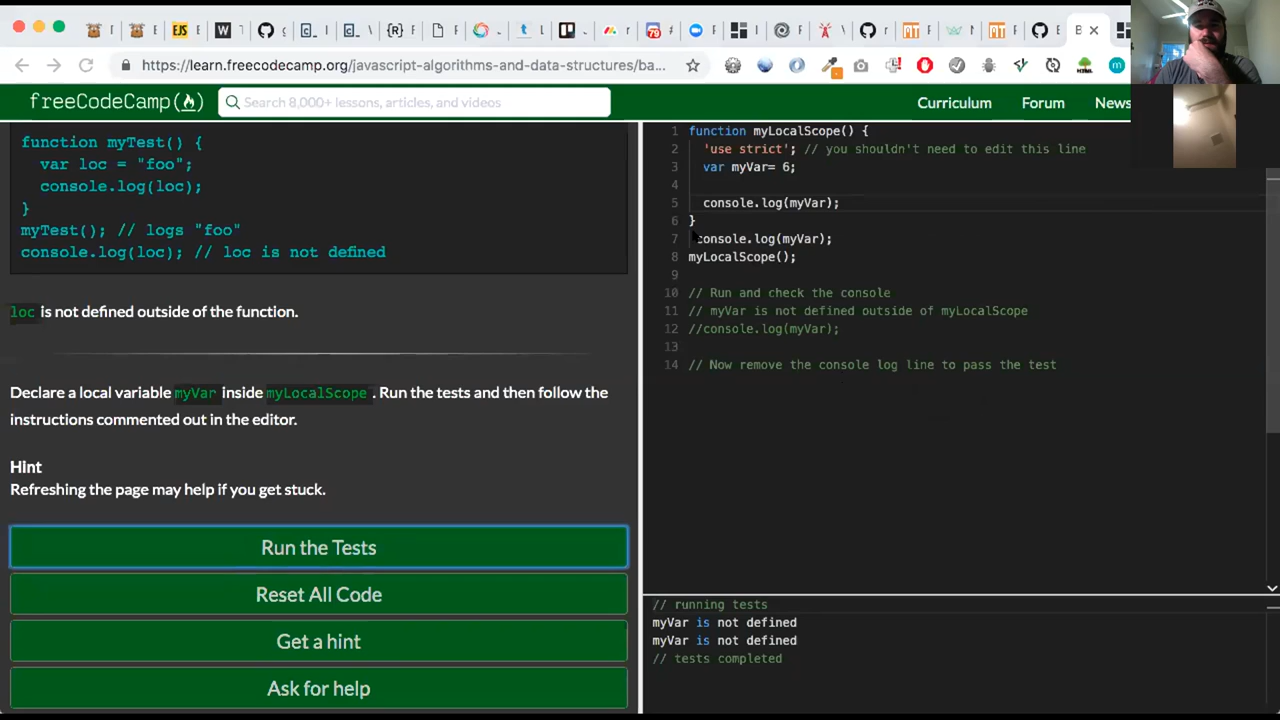 https://learn.freecodecamp.org/javascript-algorithms-and-data-structures/ba...
freeCodeCamp
Search 8,000+ lessons, articles, and videos
Curriculum
Forum
News
function myTest() {
var loc = "foo";
console.log(loc);
}
myTest(); // logs "foo"
console.log(loc); // loc is not defined
loc is not defined outside of the function.
Declare a local variable myVar inside myLocalScope. Run the tests and then follow the
instructions commented out in the editor.
Hint
Refreshing the page may help if you get stuck.
Run the Tests
Reset All Code
Get a hint
Ask for help
1 function myLocalScope() {
2 'use strict'; // you shouldn't need to edit this line
3 var myVar= 6;
4
5 console.log(myVar);
6 }
7 console.log(myVar);
8 myLocalScope();
9
10 // Run and check the console
11 // myVar is not defined outside of myLocalScope
12 //console.log(myVar);
13
14 // Now remove the console log line to pass the test
// running tests
myVar is not defined
myVar is not defined
// tests completed